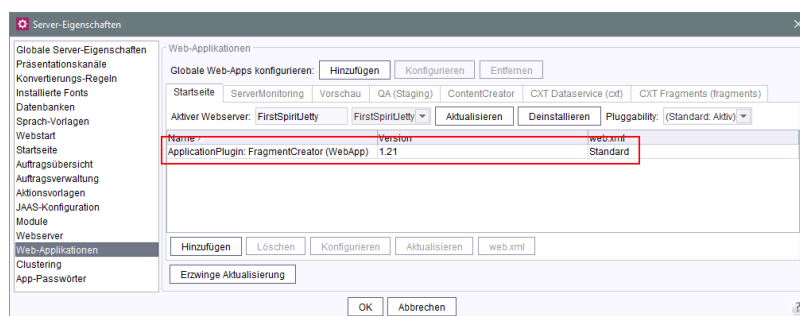 Server-Eigenschaften
Globale Server-Eigenschaften
Präsentationskanäle
Konvertierungs-Regeln
Installierte Fonts
Datenbanken
Sprach-Vorlagen
Webstart
Startseite
Auftragsübersicht
Auftragsverwaltung
Aktionsvorlagen
JAAS-Konfiguration
Module
Webserver
Web-Applikationen
Clustering
App-Passwörter
Web-Applikationen
Globale Web-Apps konfigurieren: Hinzufügen Konfigurieren Entfernen
Startseite ServerMonitoring Vorschau QA (Staging) ContentCreator CXT Dataservice (cxt) CXT Fragments (fragments)
Aktiver Webserver: FirstSpiritJetty FirstSpiritJetty Aktualisieren Deinstallieren Pluggability: (Standard: Aktiv)
Name Version web.xml
ApplicationPlugin: FragmentCreator (WebApp) 1.21 Standard
Hinzufügen Löschen Konfigurieren Aktualisieren web.xml
Erzwinge Aktualisierung
OK Abbrechen
?